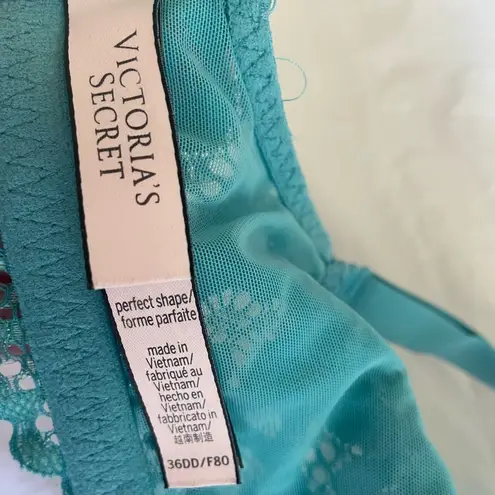 VICTORIA'S
SECRET
perfect shape/
forme parfaite
made in
Vietnam/
fabriqué au
Vietnam/
hecho en
Vietnam/
fabbricato in
Vietnam/
越南制造
36DD/F80